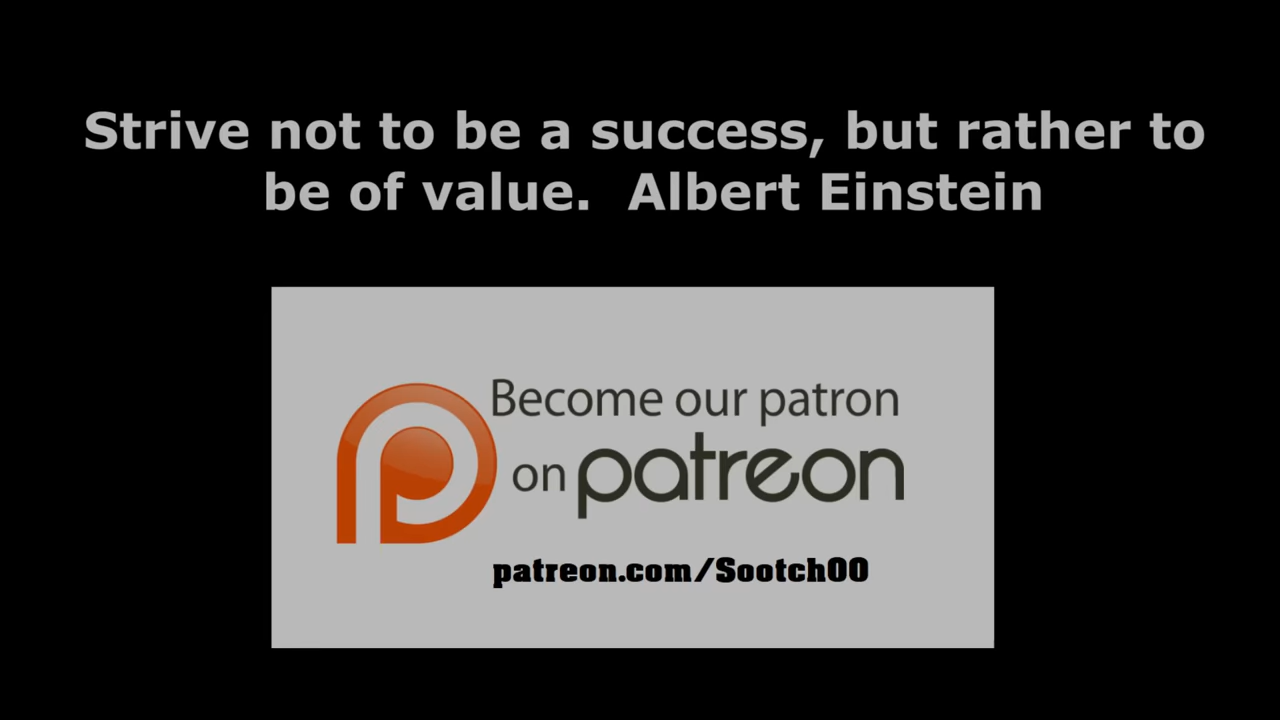 Strive not to be a success, but rather to
be of value.  Albert Einstein
Become our patron
on patreon
patreon.com/Sootch00